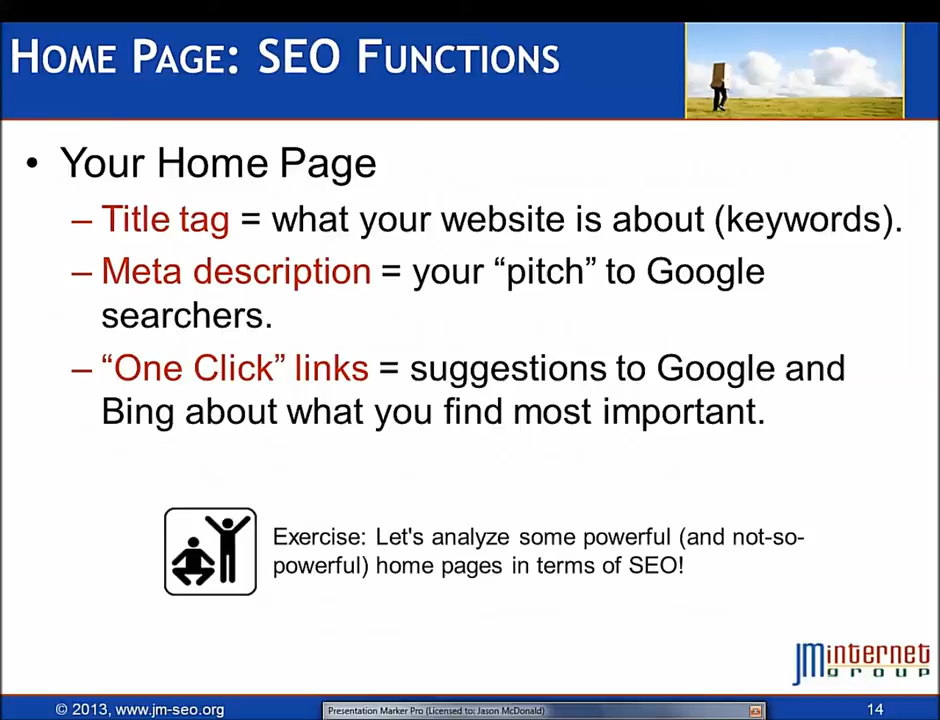 HOME PAGE: SEO FUNCTIONS
• Your Home Page
– Title tag = what your website is about (keywords).
– Meta description = your “pitch” to Google
searchers.
– “One Click” links = suggestions to Google and
Bing about what you find most important.
Exercise: Let's analyze some powerful (and not-so-
powerful) home pages in terms of SEO!
JMinternet
group
© 2013, www.jm-seo.org
Presentation Marker Pro (Licensed to: Jason McDonald)
14